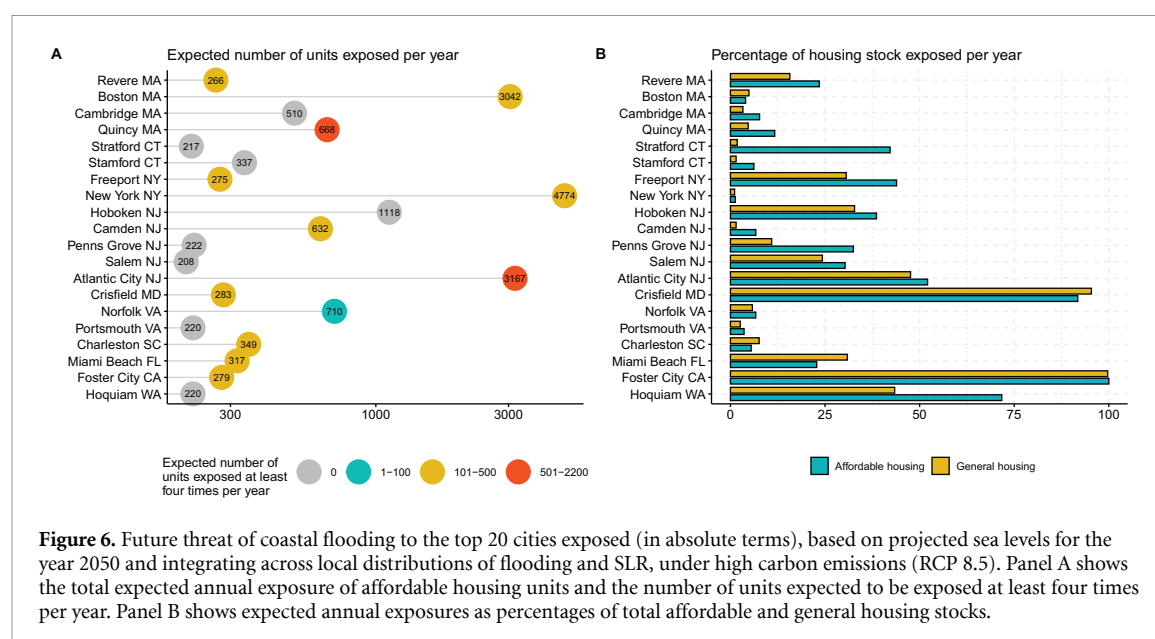 A
Expected number of units exposed per year
Revere MA
266
Boston MA
3042
Cambridge MA
510
Quincy MA
668
Stratford CT
217
Stamford CT
337
Freeport NY
275
New York NY
4774
Hoboken NJ
1118
Camden NJ
632
Penns Grove NJ
222
Salem NJ
208
Atlantic City NJ
3167
Crisfield MD
283
Norfolk VA
710
Portsmouth VA
220
Charleston SC
349
Miami Beach FL
317
Foster City CA
279
Hoquiam WA
220
300 1000 3000
Expected number of
units exposed at least
four times per year
0 1−100 101−500 501−2200
B
Percentage of housing stock exposed per year
Revere MA
Boston MA
Cambridge MA
Quincy MA
Stratford CT
Stamford CT
Freeport NY
New York NY
Hoboken NJ
Camden NJ
Penns Grove NJ
Salem NJ
Atlantic City NJ
Crisfield MD
Norfolk VA
Portsmouth VA
Charleston SC
Miami Beach FL
Foster City CA
Hoquiam WA
0 25 50 75 100
Affordable housing General housing
Figure 6. Future threat of coastal flooding to the top 20 cities exposed (in absolute terms), based on projected sea levels for the
year 2050 and integrating across local distributions of flooding and SLR, under high carbon emissions (RCP 8.5). Panel A shows
the total expected annual exposure of affordable housing units and the number of units expected to be exposed at least four times
per year. Panel B shows expected annual exposures as percentages of total affordable and general housing stocks.